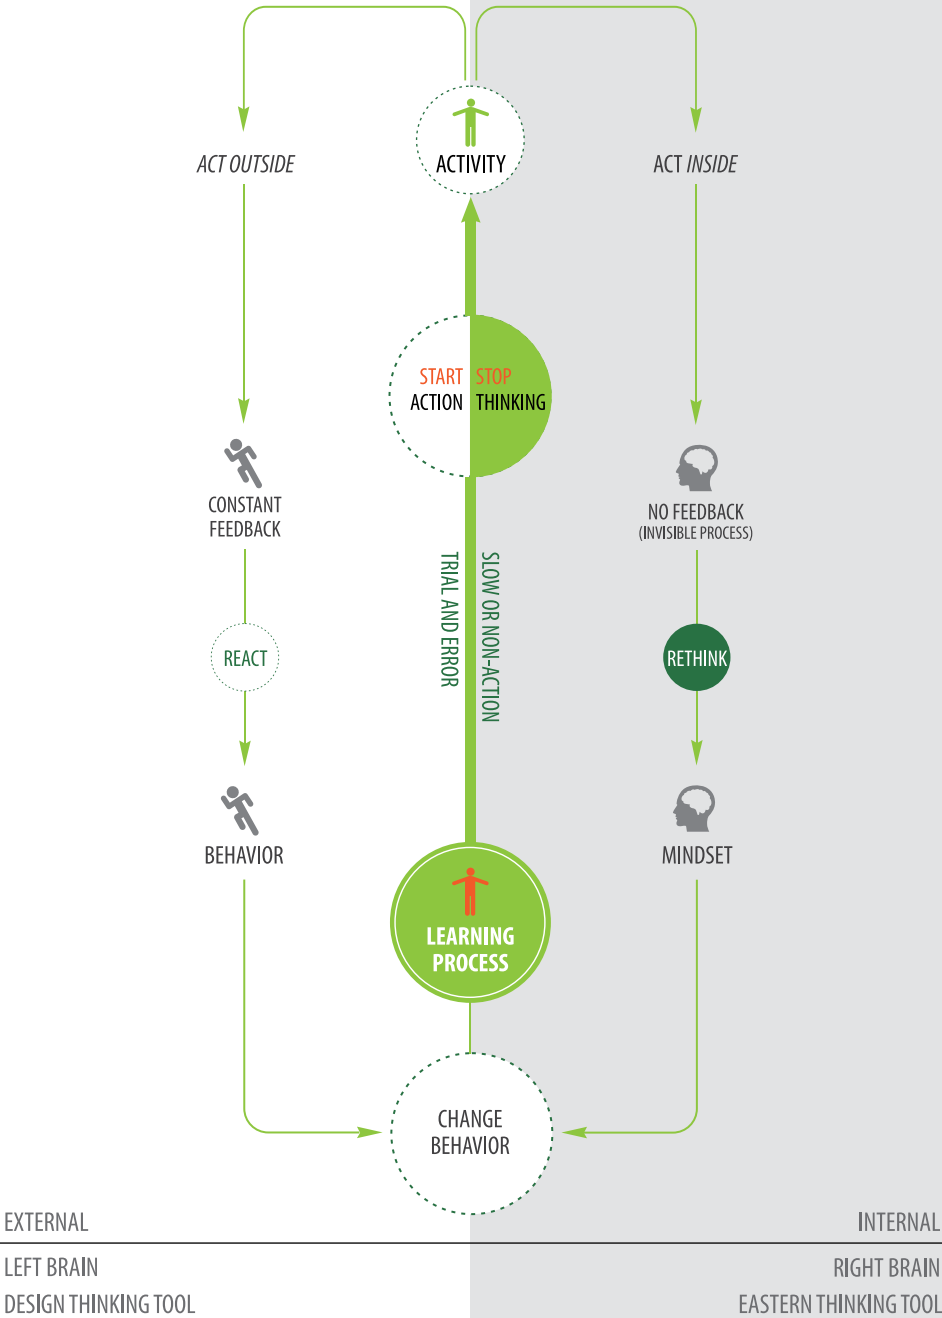 ACTIVITY
ACT OUTSIDE
ACT INSIDE
START
ACTION
STOP
THINKING
CONSTANT
FEEDBACK
NO FEEDBACK
(INVISIBLE PROCESS)
TRIAL AND ERROR
SLOW OR NON-ACTION
REACT
RETHINK
BEHAVIOR
MINDSET
LEARNING
PROCESS
CHANGE
BEHAVIOR
EXTERNAL
INTERNAL
LEFT BRAIN
RIGHT BRAIN
DESIGN THINKING TOOL
EASTERN THINKING TOOL